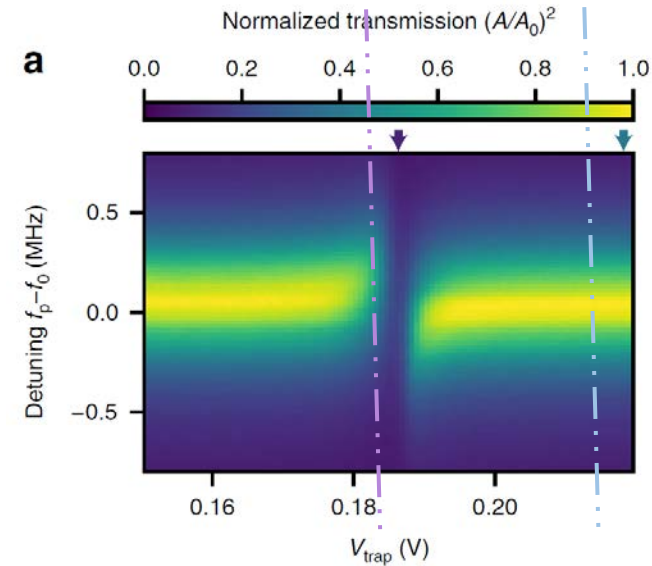 Normalized transmission (A/A₀)²
a
0.0 0.2 0.4 0.6 0.8 1.0
Detuning fₚ–f₀ (MHz)
0.5
0.0
−0.5
0.16 0.18 0.20
V_trap (V)